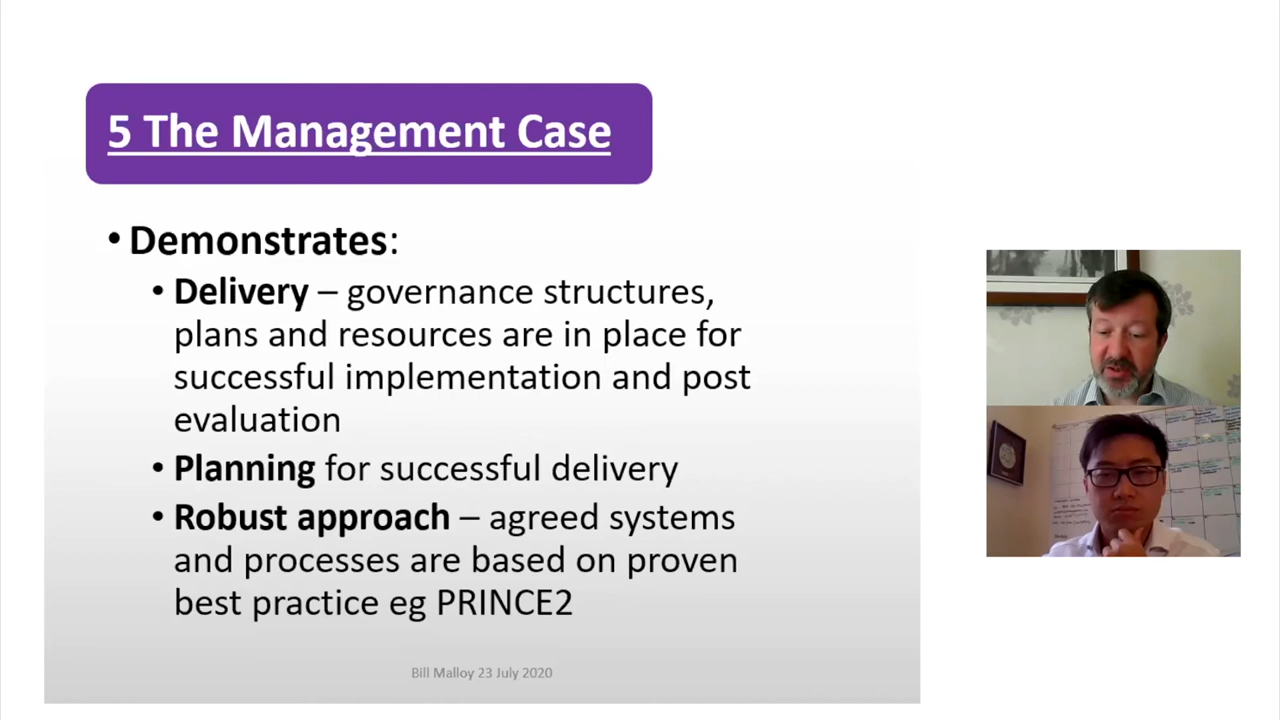 5 The Management Case
• Demonstrates:
• Delivery – governance structures,
plans and resources are in place for
successful implementation and post
evaluation
• Planning for successful delivery
• Robust approach – agreed systems
and processes are based on proven
best practice eg PRINCE2
Bill Malloy 23 July 2020